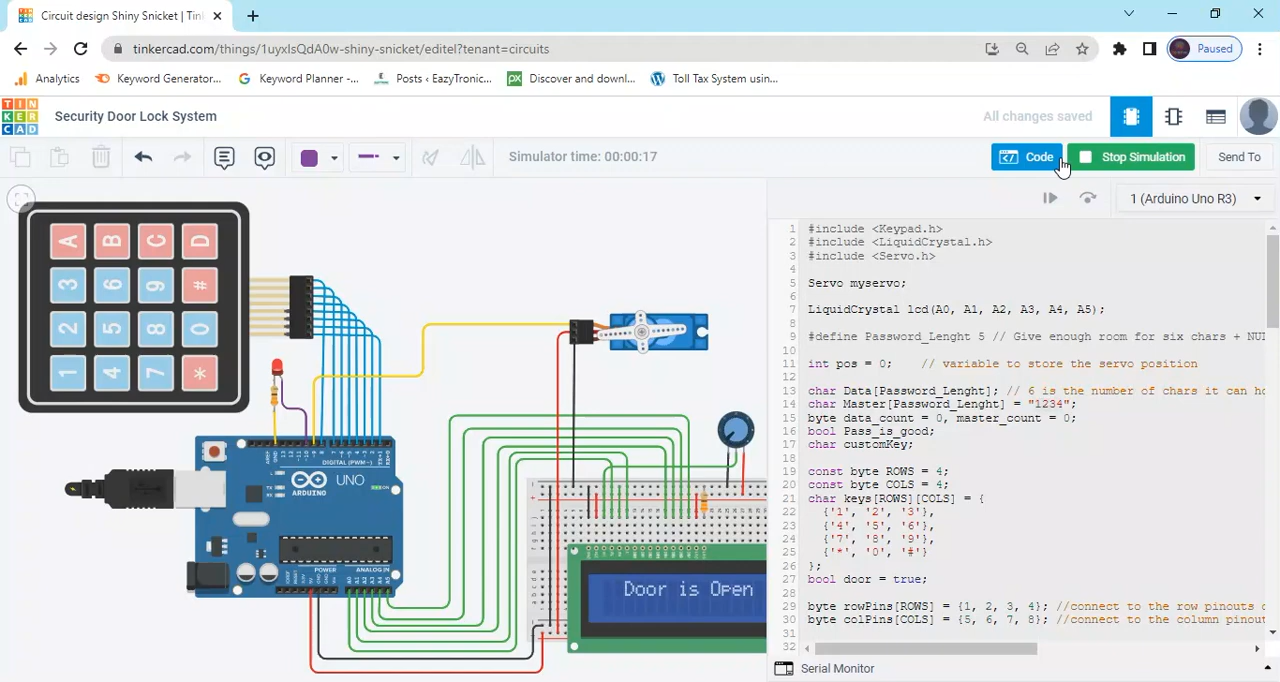 Circuit design Shiny Snicket | Tin
tinkercad.com/things/1uyxlsQdA0w-shiny-snicket/editel?tenant=circuits
Paused
Analytics
Keyword Generator...
Keyword Planner -...
Posts ‹ EazyTronic...
Discover and downl...
Toll Tax System usin...
TIN
KER
CAD
Security Door Lock System
All changes saved
Simulator time: 00:00:17
Code
Stop Simulation
Send To
1 (Arduino Uno R3)
A B C D
3 6 9 #
2 5 8 0
1 4 7 *
DIGITAL (PWM~)
UNO
ARDUINO
POWER
ANALOG IN
Door is Open
1 #include <Keypad.h>
2 #include <LiquidCrystal.h>
3 #include <Servo.h>
4
5 Servo myservo;
6
7 LiquidCrystal lcd(A0, A1, A2, A3, A4, A5);
8
9 #define Password_Lenght 5 // Give enough room for six chars + NUL
10
11 int pos = 0;    // variable to store the servo position
12
13 char Data[Password_Lenght]; // 6 is the number of chars it can ho
14 char Master[Password_Lenght] = "1234";
15 byte data_count = 0, master_count = 0;
16 bool Pass_is_good;
17 char customKey;
18
19 const byte ROWS = 4;
20 const byte COLS = 4;
21 char keys[ROWS][COLS] = {
22   {'1', '2', '3'},
23   {'4', '5', '6'},
24   {'7', '8', '9'},
25   {'*', '0', '#'}
26 };
27 bool door = true;
28
29 byte rowPins[ROWS] = {1, 2, 3, 4}; //connect to the row pinouts o
30 byte colPins[COLS] = {5, 6, 7, 8}; //connect to the column pinout
31
32
Serial Monitor